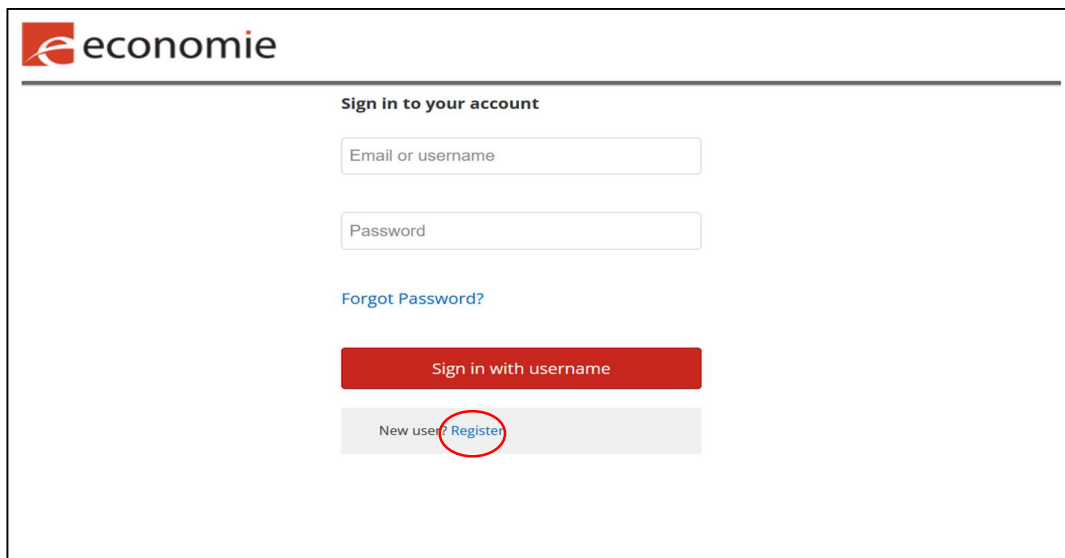 economie
Sign in to your account
Email or username
Password
Forgot Password?
Sign in with username
New user? Register